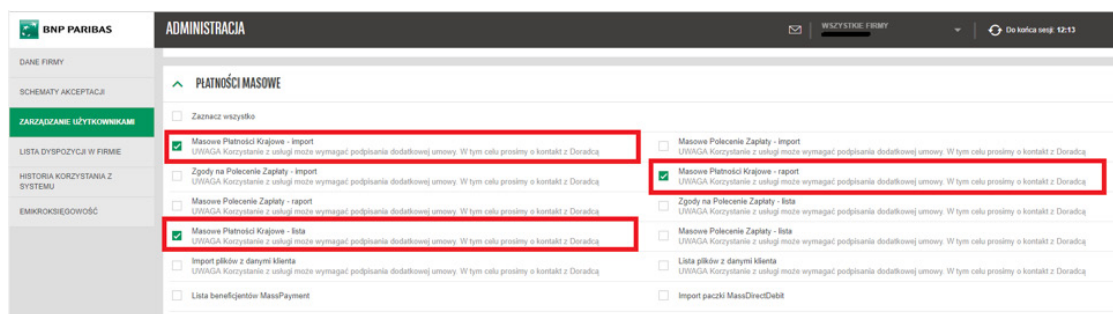 BNP PARIBAS
ADMINISTRACJA
WSZYSTKIE FIRMY
Do końca sesji: 12:13
DANE FIRMY
SCHEMATY AKCEPTACJI
ZARZĄDZANIE UŻYTKOWNIKAMI
LISTA DYSPOZYCJI W FIRMIE
HISTORIA KORZYSTANIA Z
SYSTEMU
EMIKROKSIĘGOWOŚĆ
PŁATNOŚCI MASOWE
Zaznacz wszystko
Masowe Płatności Krajowe - import
UWAGA Korzystanie z usługi może wymagać podpisania dodatkowej umowy. W tym celu prosimy o kontakt z Doradcą
Masowe Polecenie Zapłaty - import
UWAGA Korzystanie z usługi może wymagać podpisania dodatkowej umowy. W tym celu prosimy o kontakt z Doradcą
Zgody na Polecenie Zapłaty - import
UWAGA Korzystanie z usługi może wymagać podpisania dodatkowej umowy. W tym celu prosimy o kontakt z Doradcą
Masowe Płatności Krajowe - raport
UWAGA Korzystanie z usługi może wymagać podpisania dodatkowej umowy. W tym celu prosimy o kontakt z Doradcą
Masowe Polecenie Zapłaty - raport
UWAGA Korzystanie z usługi może wymagać podpisania dodatkowej umowy. W tym celu prosimy o kontakt z Doradcą
Zgody na Polecenie Zapłaty - lista
UWAGA Korzystanie z usługi może wymagać podpisania dodatkowej umowy. W tym celu prosimy o kontakt z Doradcą
Masowe Płatności Krajowe - lista
UWAGA Korzystanie z usługi może wymagać podpisania dodatkowej umowy. W tym celu prosimy o kontakt z Doradcą
Masowe Polecenie Zapłaty - lista
UWAGA Korzystanie z usługi może wymagać podpisania dodatkowej umowy. W tym celu prosimy o kontakt z Doradcą
Import plików z danymi klienta
UWAGA Korzystanie z usługi może wymagać podpisania dodatkowej umowy. W tym celu prosimy o kontakt z Doradcą
Lista plików z danymi klienta
UWAGA Korzystanie z usługi może wymagać podpisania dodatkowej umowy. W tym celu prosimy o kontakt z Doradcą
Lista beneficjentów MassPayment
Import paczki MassDirectDebit